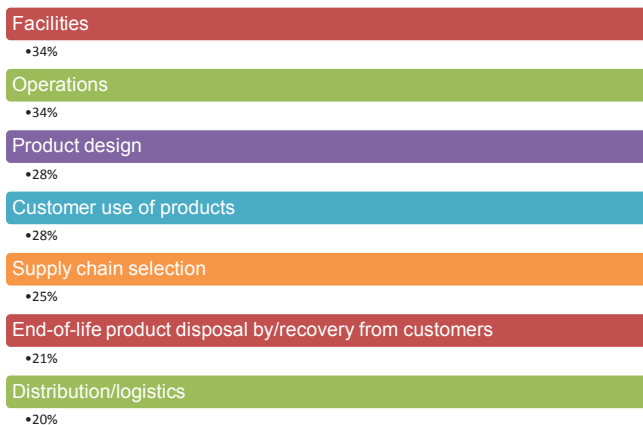 Facilities
•34%
Operations
•34%
Product design
•28%
Customer use of products
•28%
Supply chain selection
•25%
End-of-life product disposal by/recovery from customers
•21%
Distribution/logistics
•20%